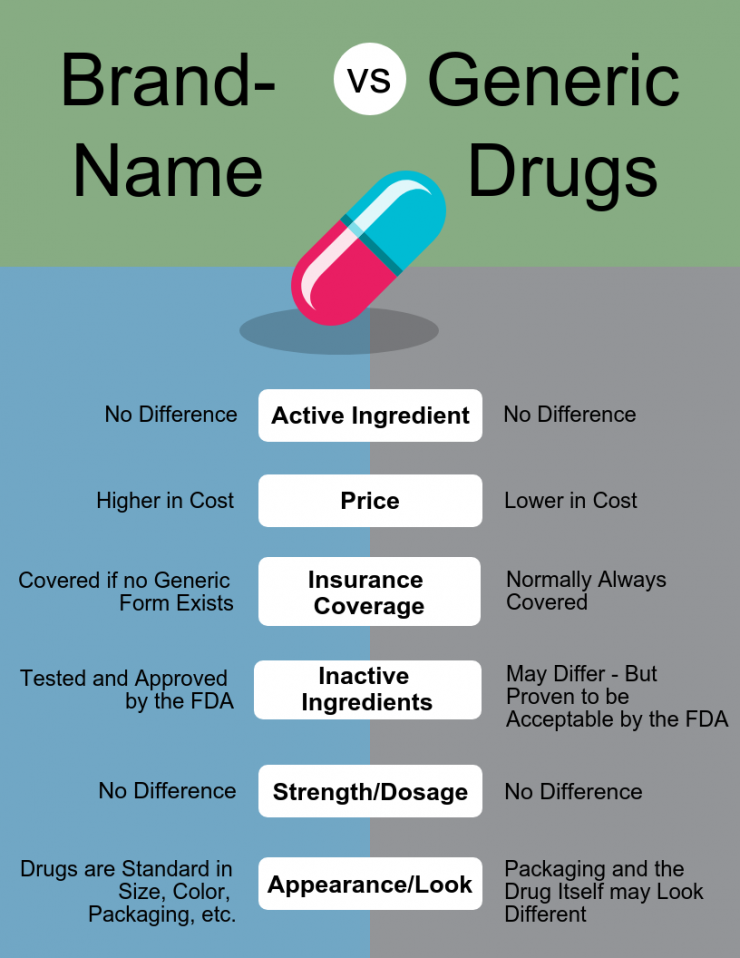 Brand-
Name
VS
Generic
Drugs
No Difference
Active Ingredient
No Difference
Higher in Cost
Price
Lower in Cost
Covered if no Generic
Form Exists
Insurance
Coverage
Normally Always
Covered
Tested and Approved
by the FDA
Inactive
Ingredients
May Differ - But
Proven to be
Acceptable by the FDA
No Difference
Strength/Dosage
No Difference
Drugs are Standard in
Size, Color,
Packaging, etc.
Appearance/Look
Packaging and the
Drug Itself may Look
Different